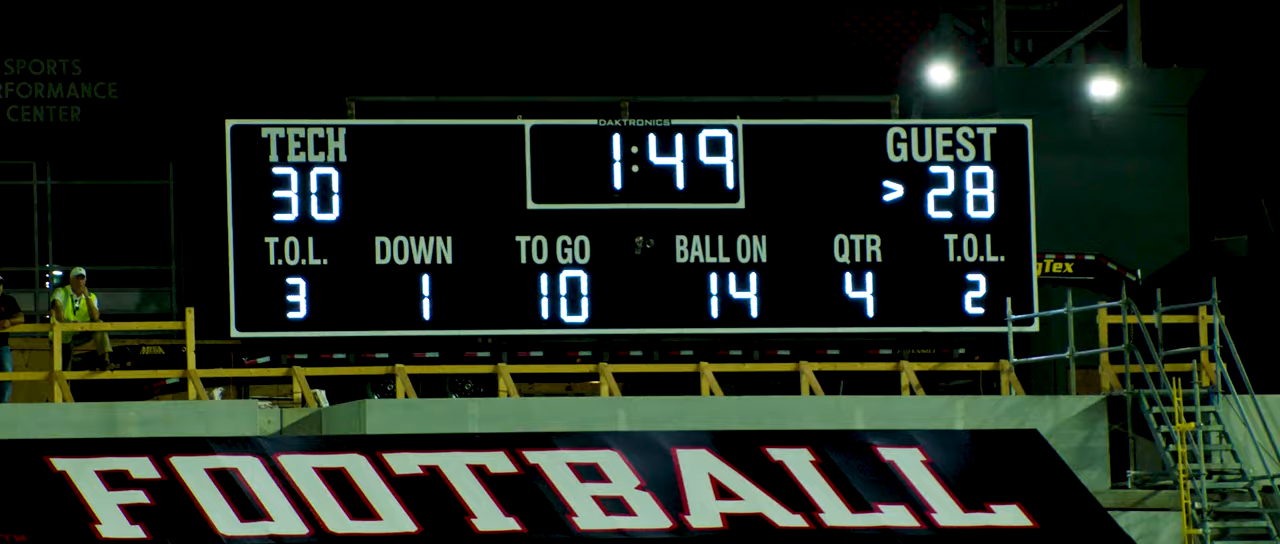 SPORTS
RFORMANCE
CENTER
DAKTRONICS
TECH 1:49 GUEST
30 > 28
T.O.L. DOWN TO GO BALL ON QTR T.O.L.
3 1 10 14 4 2
gTex
FOOTBALL